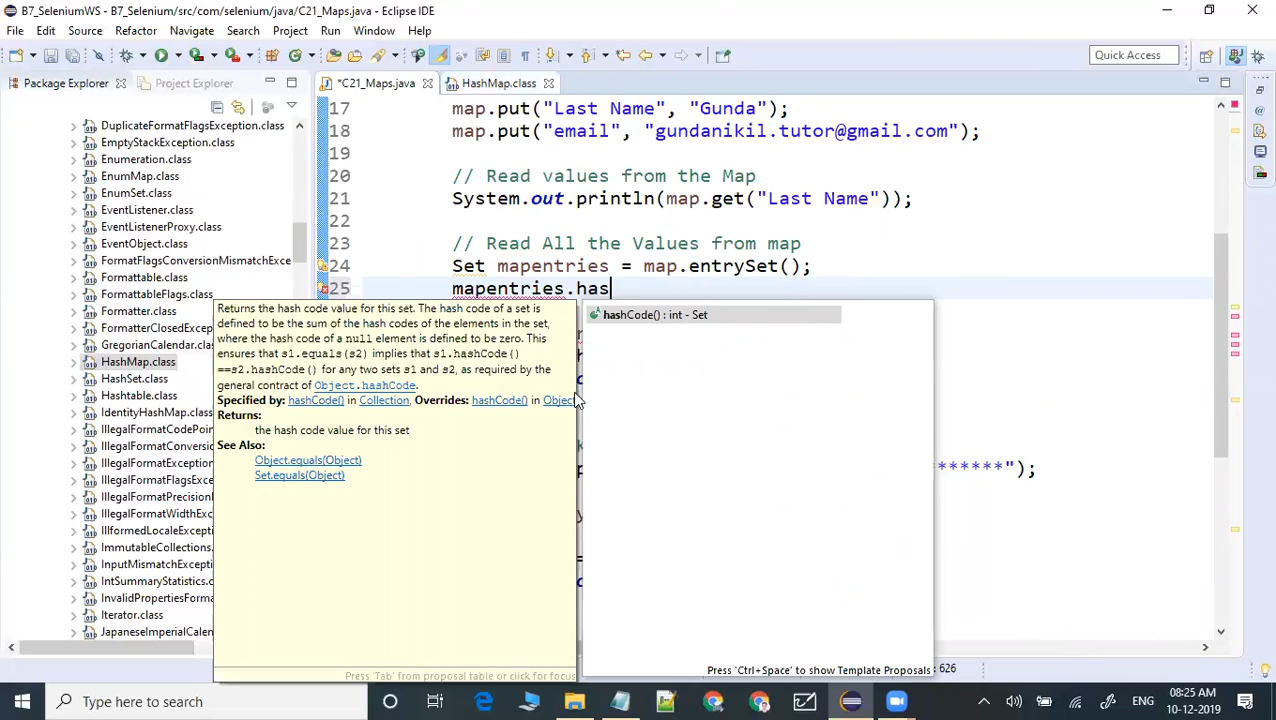 B7_SeleniumWS - B7_Selenium/src/com/selenium/java/C21_Maps.java - Eclipse IDE
File Edit Source Refactor Navigate Search Project Run Window Help
Quick Access
Package Explorer Project Explorer *C21_Maps.java HashMap.class
DuplicateFormatFlagsException.class
EmptyStackException.class
Enumeration.class
EnumMap.class
EnumSet.class
EventListener.class
EventListenerProxy.class
EventObject.class
FormatFlagsConversionMismatchExce
Formattable.class
FormattableFlags.class
Formatter.class
FormatterClosedExce
GregorianCalendar.class
HashMap.class
HashSet.class
Hashtable.class
IdentityHashMap.class
IllegalFormatCodePoi
IllegalFormatConvers
IllegalFormatException
IllegalFormatFlagsExc
IllegalFormatPrecision
IllegalFormatWidthEx
IllformedLocaleExcepti
ImmutableCollections.
InputMismatchExcept
IntSummaryStatistics.
InvalidPropertiesForma
Iterator.class
JapaneseImperialCalen
17 map.put("Last Name", "Gunda");
18 map.put("email", "gundanikil.tutor@gmail.com");
19
20 // Read values from the Map
21 System.out.println(map.get("Last Name"));
22
23 // Read All the Values from map
24 Set mapentries = map.entrySet();
25 mapentries.has
Returns the hash code value for this set. The hash code of a set is
defined to be the sum of the hash codes of the elements in the set,
where the hash code of a null element is defined to be zero. This
ensures that s1.equals(s2) implies that s1.hashCode()
==s2.hashCode() for any two sets s1 and s2, as required by the
general contract of Object.hashCode.
Specified by: hashCode() in Collection, Overrides: hashCode() in Object
Returns:
the hash code value for this set
See Also:
Object.equals(Object)
Set.equals(Object)
Press 'Tab' from proposal table or click for focus
hashCode() : int - Set
Press 'Ctrl+Space' to show Template Proposals
******");
626
Type here to search
ENG
08:25 AM
10-12-2019